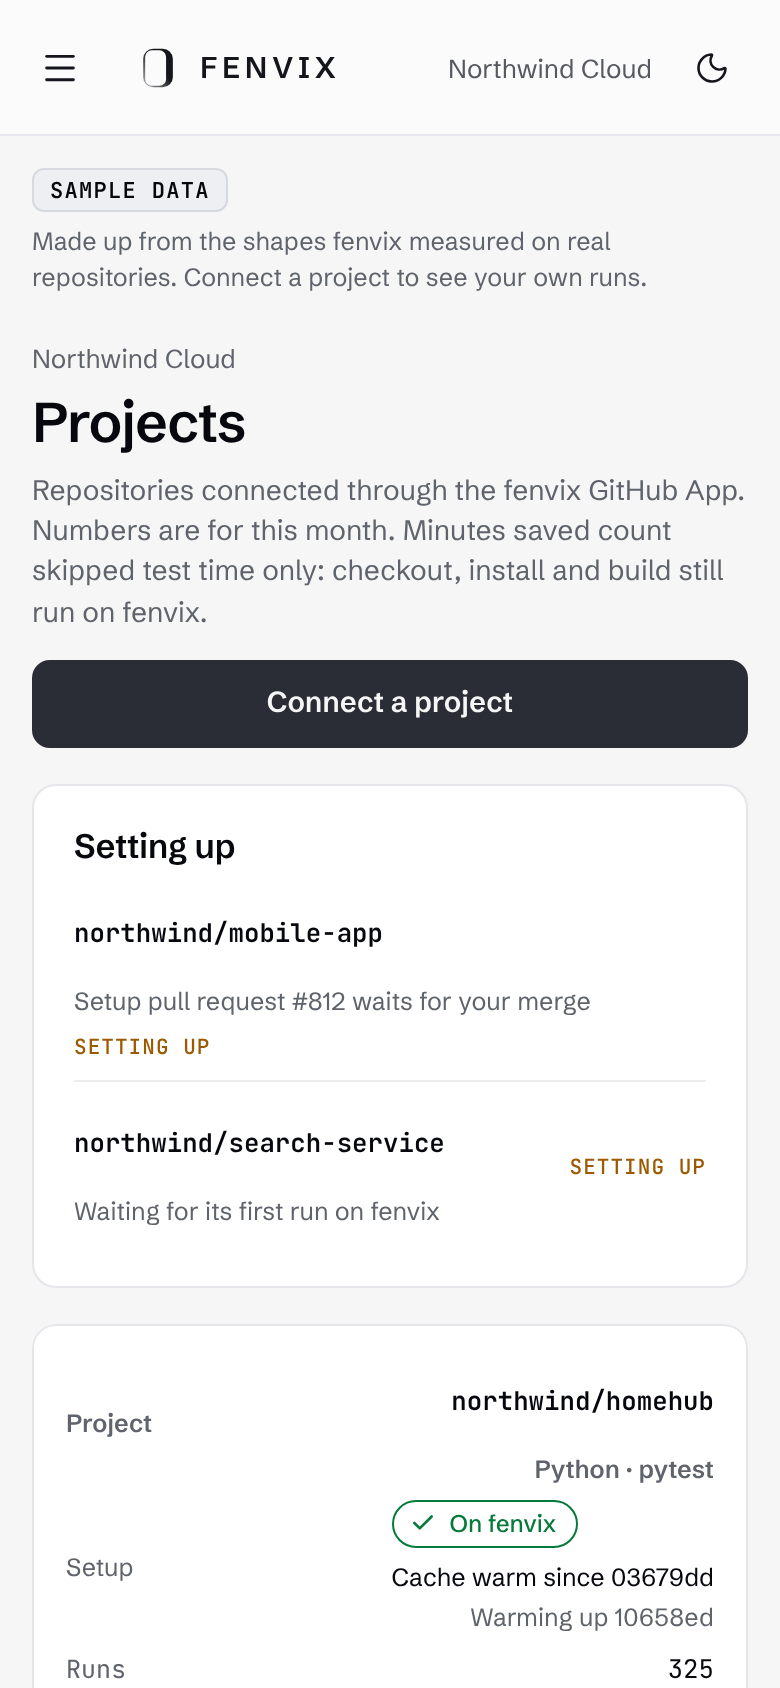 FENVIX
Northwind Cloud
SAMPLE DATA
Made up from the shapes fenvix measured on real
repositories. Connect a project to see your own runs.
Northwind Cloud
Projects
Repositories connected through the fenvix GitHub App.
Numbers are for this month. Minutes saved count
skipped test time only: checkout, install and build still
run on fenvix.
Connect a project
Setting up
northwind/mobile-app
Setup pull request #812 waits for your merge
SETTING UP
northwind/search-service
SETTING UP
Waiting for its first run on fenvix
Project
northwind/homehub
Python · pytest
Setup
On fenvix
Cache warm since 03679dd
Warming up 10658ed
Runs
325